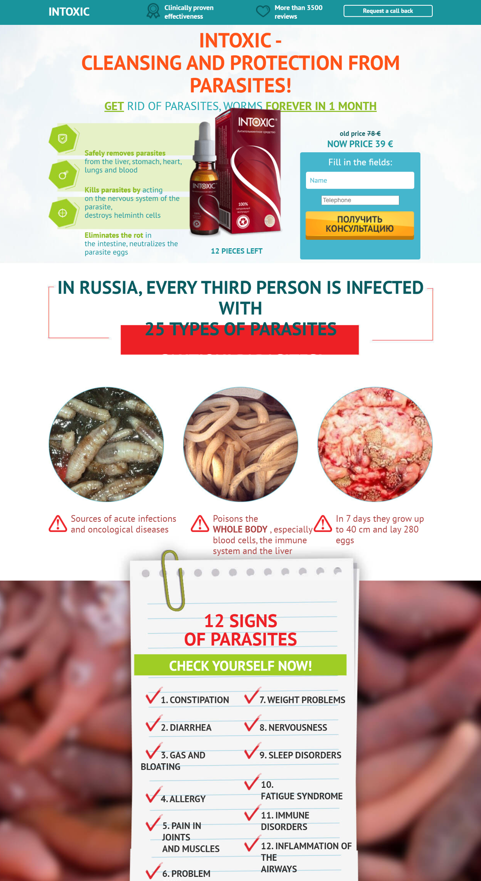 INTOXIC
Clinically proven
effectiveness
More than 3500
reviews
Request a call back
INTOXIC -
CLEANSING AND PROTECTION FROM
PARASITES!
GET RID OF PARASITES, WORMS FOREVER IN 1 MONTH
Safely removes parasites
from the liver, stomach, heart,
lungs and blood
Kills parasites by acting
on the nervous system of the
parasite,
destroys helminth cells
Eliminates the rot in
the intestine, neutralizes the
parasite eggs
INTOXIC
INTOXIC
100%
12 PIECES LEFT
old price 78 €
NOW PRICE 39 €
Fill in the fields:
Name
Telephone
ПОЛУЧИТЬ
КОНСУЛЬТАЦИЮ
IN RUSSIA, EVERY THIRD PERSON IS INFECTED
WITH
25 TYPES OF PARASITES
Sources of acute infections
and oncological diseases
Poisons the
WHOLE BODY , especially
blood cells, the immune
system and the liver
In 7 days they grow up
to 40 cm and lay 280
eggs
12 SIGNS
OF PARASITES
CHECK YOURSELF NOW!
1. CONSTIPATION
2. DIARRHEA
3. GAS AND
BLOATING
4. ALLERGY
5. PAIN IN
JOINTS
AND MUSCLES
6. PROBLEM
7. WEIGHT PROBLEMS
8. NERVOUSNESS
9. SLEEP DISORDERS
10.
FATIGUE SYNDROME
11. IMMUNE
DISORDERS
12. INFLAMMATION OF
THE
AIRWAYS